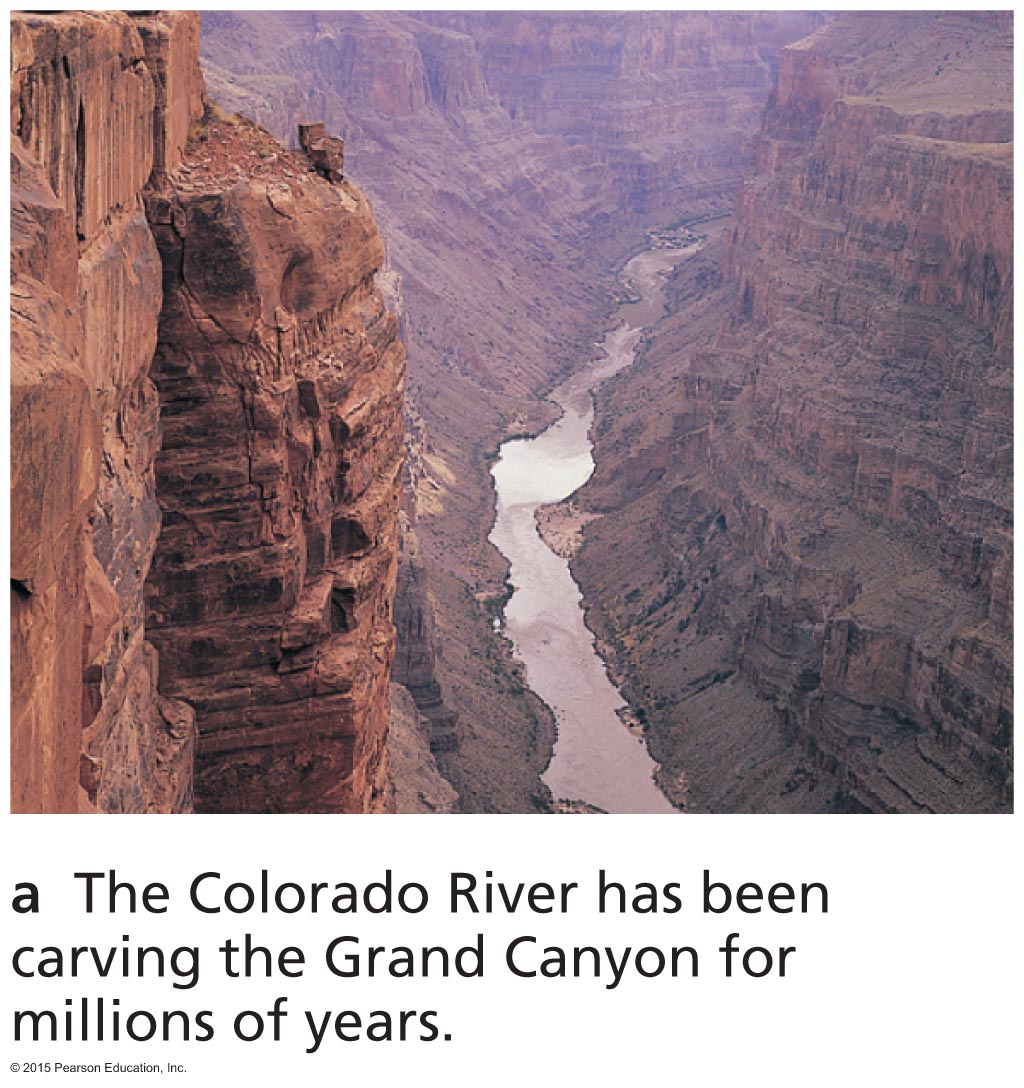 a The Colorado River has been
carving the Grand Canyon for
millions of years.
© 2015 Pearson Education, Inc.